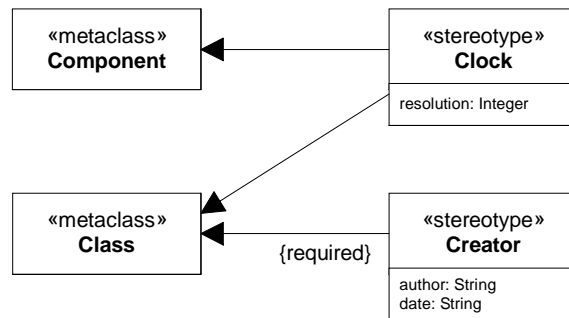 «metaclass»
Component
«stereotype»
Clock
resolution: Integer
«metaclass»
Class
{required}
«stereotype»
Creator
author: String
date: String